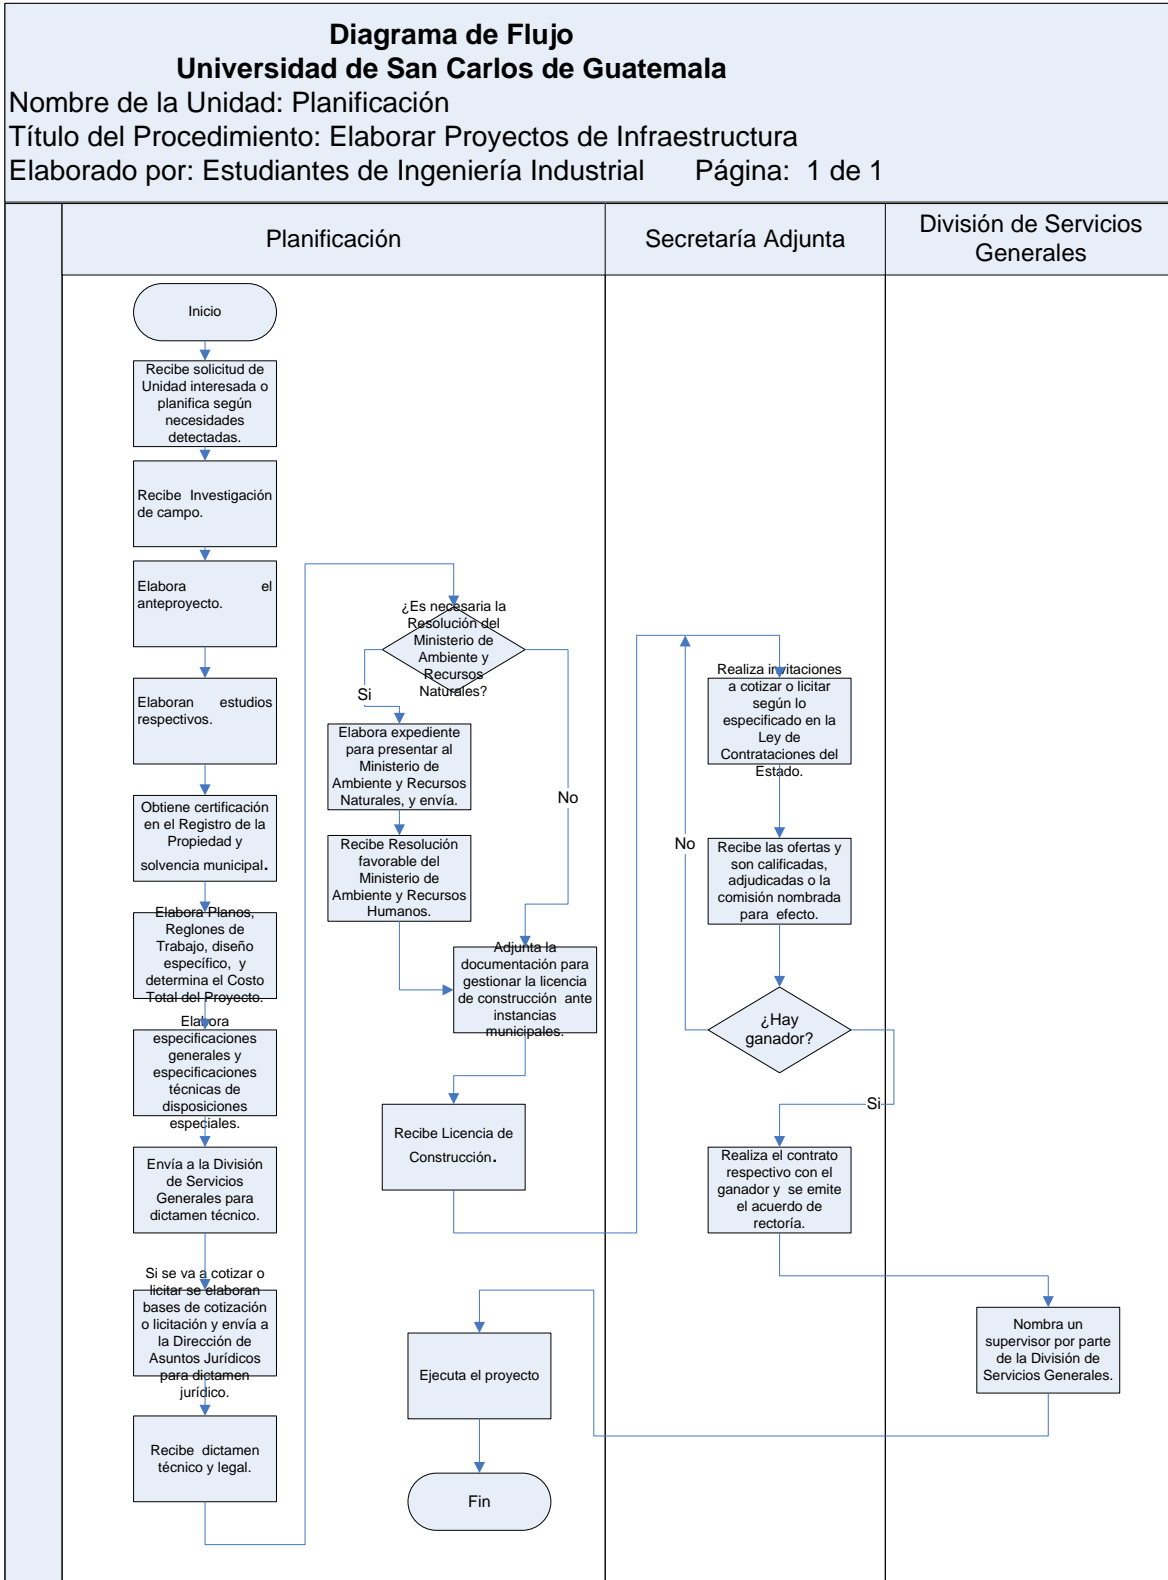 Diagrama de Flujo
Universidad de San Carlos de Guatemala
Nombre de la Unidad: Planificación
Título del Procedimiento: Elaborar Proyectos de Infraestructura
Elaborado por: Estudiantes de Ingeniería Industrial Página: 1 de 1
Planificación
Secretaría Adjunta
División de Servicios
Generales
Inicio
Recibe solicitud de
Unidad interesada o
planifica según
necesidades
detectadas.
Recibe Investigación
de campo.
Elabora el
anteproyecto.
Elaboran estudios
respectivos.
Obtiene certificación
en el Registro de la
Propiedad y
solvencia municipal.
Elabora Planos,
Reglones de
Trabajo, diseño
específico, y
determina el Costo
Total del Proyecto.
Elabora
especificaciones
generales y
especificaciones
técnicas de
disposiciones
especiales.
Envía a la División
de Servicios
Generales para
dictamen técnico.
Si se va a cotizar o
licitar se elaboran
bases de cotización
o licitación y envía a
la Dirección de
Asuntos Jurídicos
para dictamen
jurídico.
Recibe dictamen
técnico y legal.
¿Es necesaria la
Resolución del
Ministerio de
Ambiente y
Recursos
Naturales?
Si
No
Elabora expediente
para presentar al
Ministerio de
Ambiente y Recursos
Naturales, y envía.
Recibe Resolución
favorable del
Ministerio de
Ambiente y Recursos
Humanos.
Adjunta la
documentación para
gestionar la licencia
de construcción ante
instancias
municipales.
Recibe Licencia de
Construcción.
Realiza invitaciones
a cotizar o licitar
según lo
especificado en la
Ley de
Contrataciones del
Estado.
Recibe las ofertas y
son calificadas,
adjudicadas o la
comisión nombrada
para efecto.
¿Hay
ganador?
No
Si
Realiza el contrato
respectivo con el
ganador y se emite
el acuerdo de
rectoría.
Nombra un
supervisor por parte
de la División de
Servicios Generales.
Ejecuta el proyecto
Fin